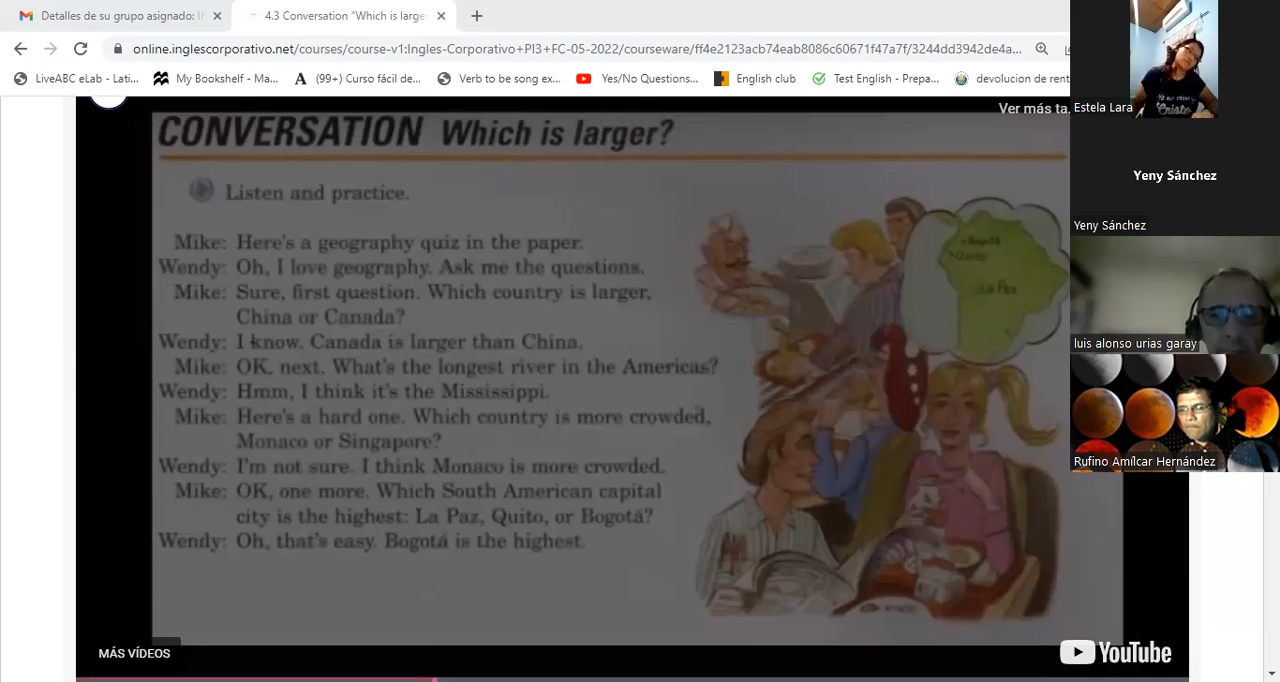 Detalles de su grupo asignado: I
4.3 Conversation "Which is large
online.inglescorporativo.net/courses/course-v1:Ingles-Corporativo+PI3+FC-05-2022/courseware/ff4e2123acb74eab8086c60671f47a7f/3244dd3942de4a...
LiveABC eLab - Lati...
My Bookshelf - Ma...
(99+) Curso fácil de...
Verb to be song ex...
Yes/No Questions...
English club
Test English - Prepa...
devolucion de rent
Ver más ta
CONVERSATION Which is larger?
Listen and practice.
Mike: Here's a geography quiz in the paper.
Wendy: Oh, I love geography. Ask me the questions.
Mike: Sure, first question. Which country is larger,
China or Canada?
Wendy: I know. Canada is larger than China.
Mike: OK, next. What's the longest river in the Americas?
Wendy: Hmm, I think it's the Mississippi.
Mike: Here's a hard one. Which country is more crowded,
Monaco or Singapore?
Wendy: I'm not sure. I think Monaco is more crowded.
Mike: OK, one more. Which South American capital
city is the highest: La Paz, Quito, or Bogotá?
Wendy: Oh, that's easy. Bogotá is the highest.
Bogotá
Quito
La Paz
MÁS VÍDEOS
YouTube
Estela Lara
Cristo
Yeny Sánchez
Yeny Sánchez
luis alonso urias garay
Rufino Amílcar Hernández